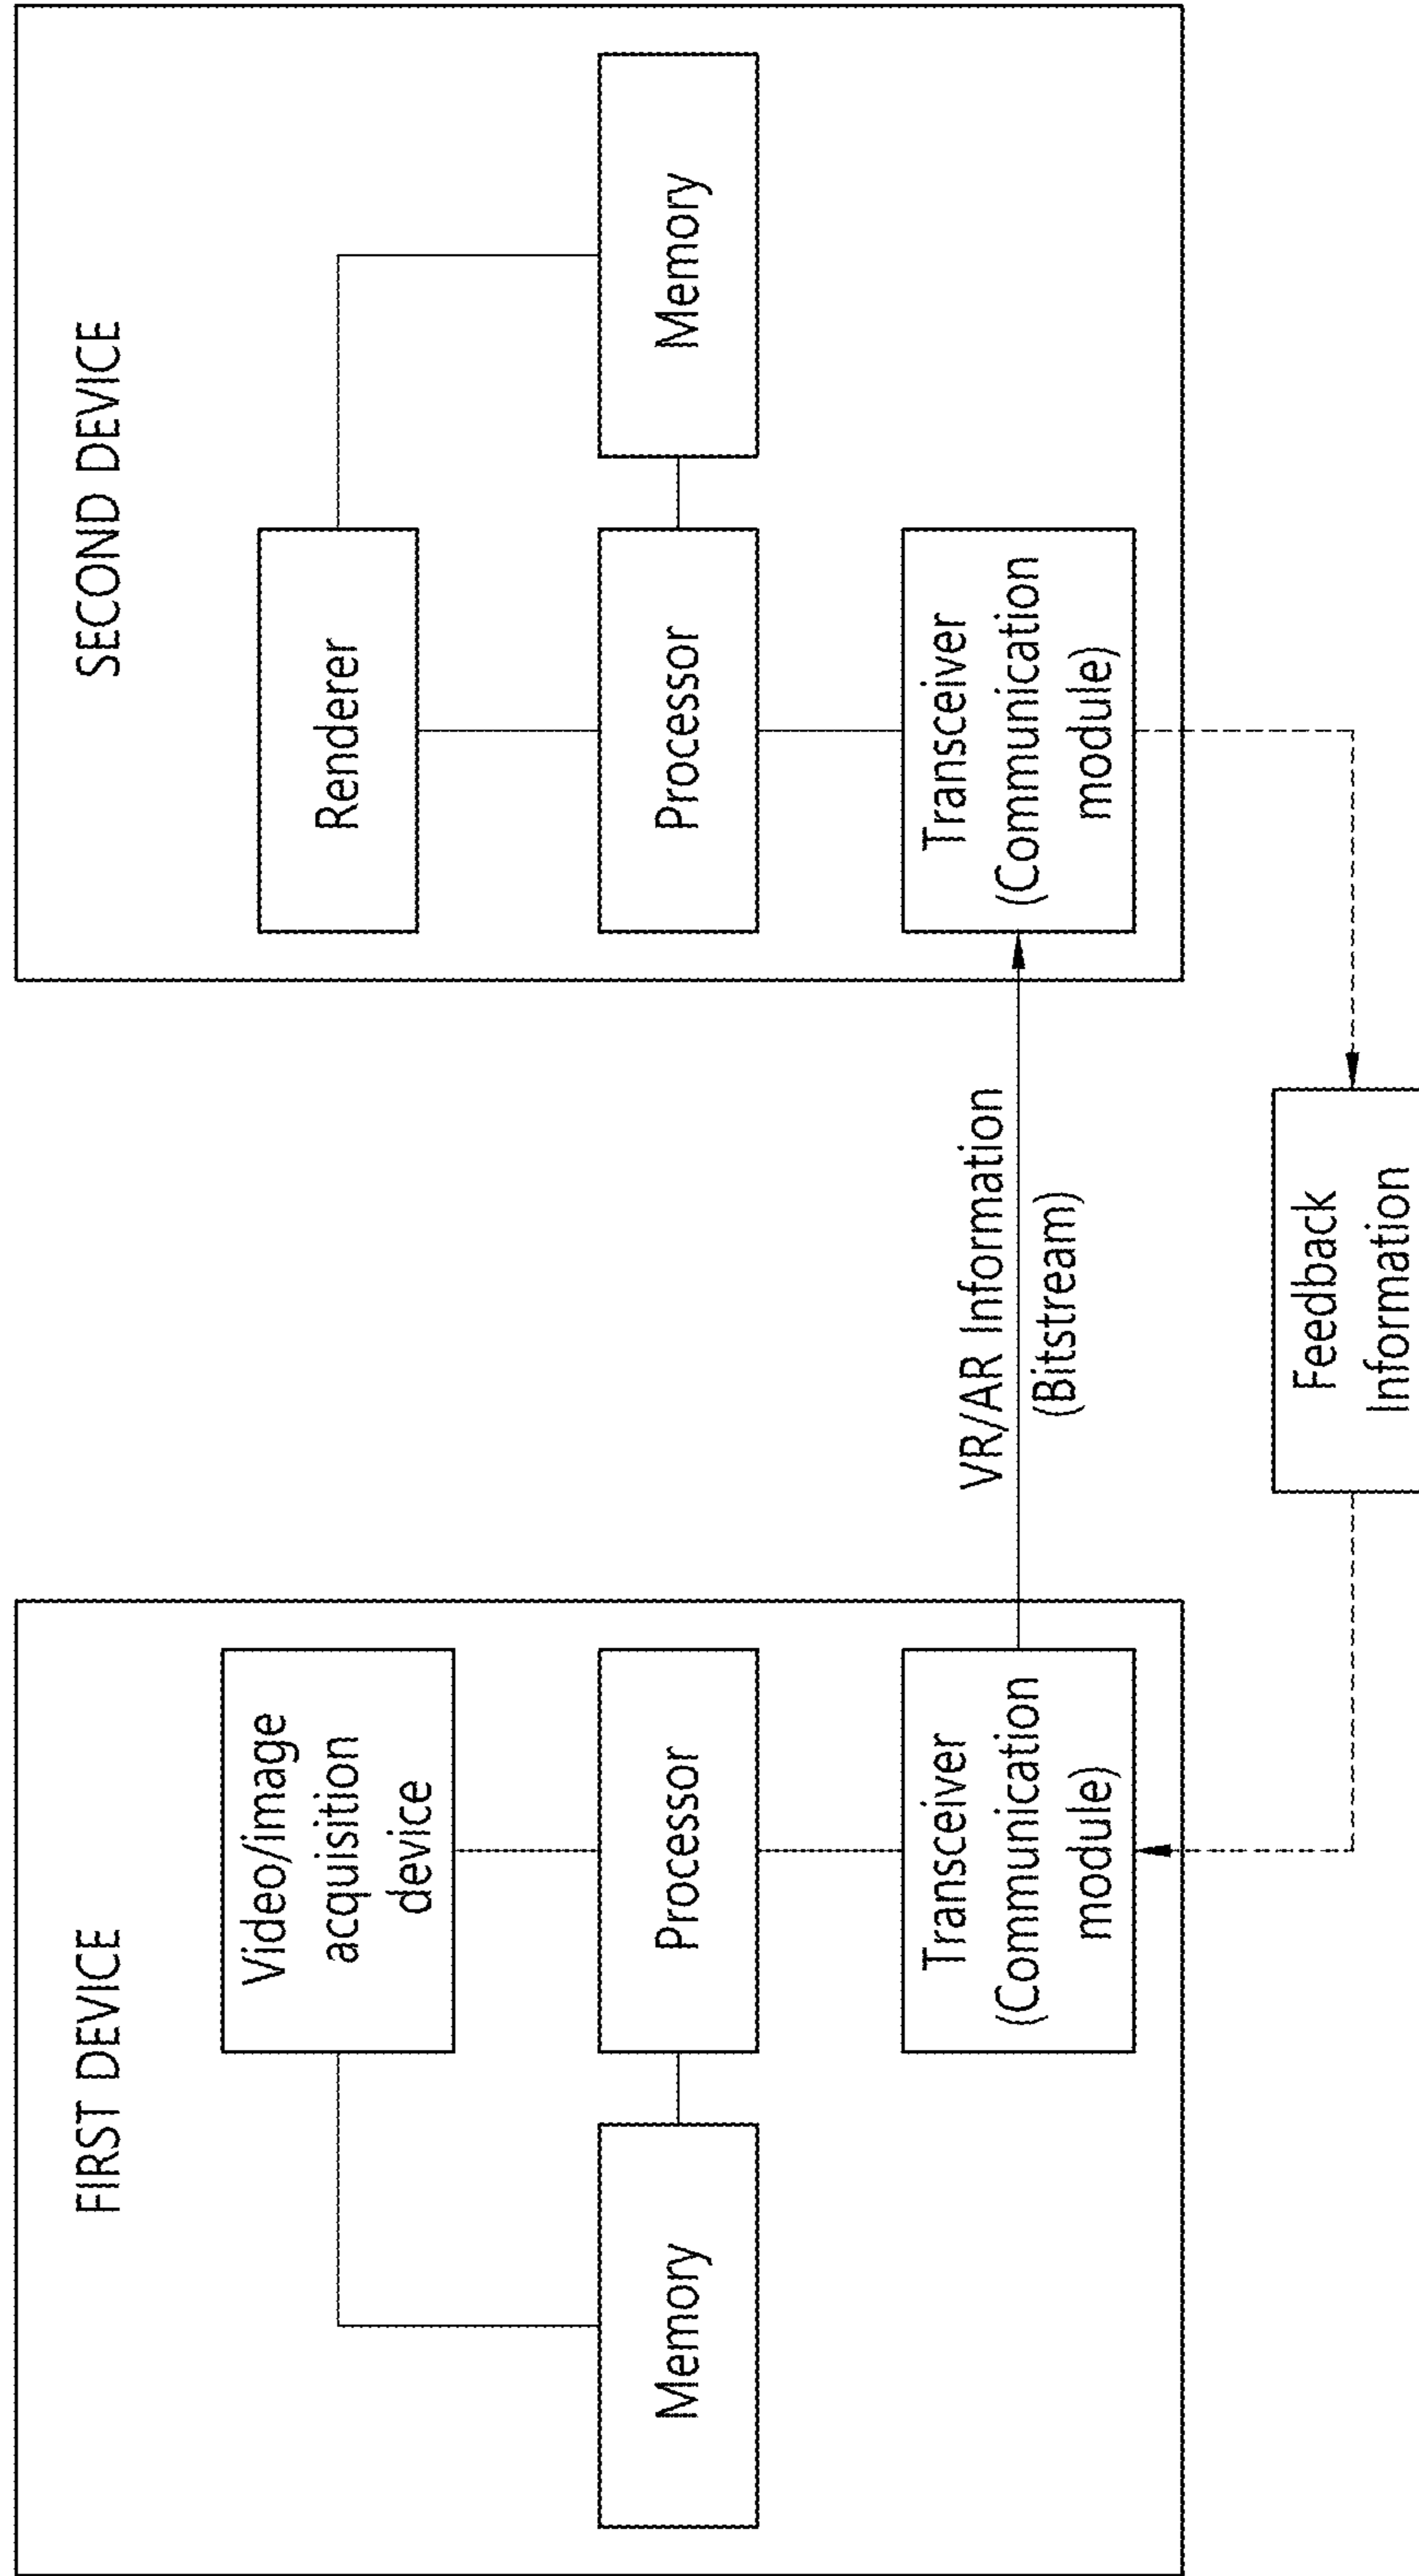 FIRST DEVICE
Video/image
acquisition
device
Memory
Processor
Transceiver
(Communication
module)
VR/AR Information
(Bitstream)
Feedback
Information
SECOND DEVICE
Renderer
Processor
Memory
Transceiver
(Communication
module)